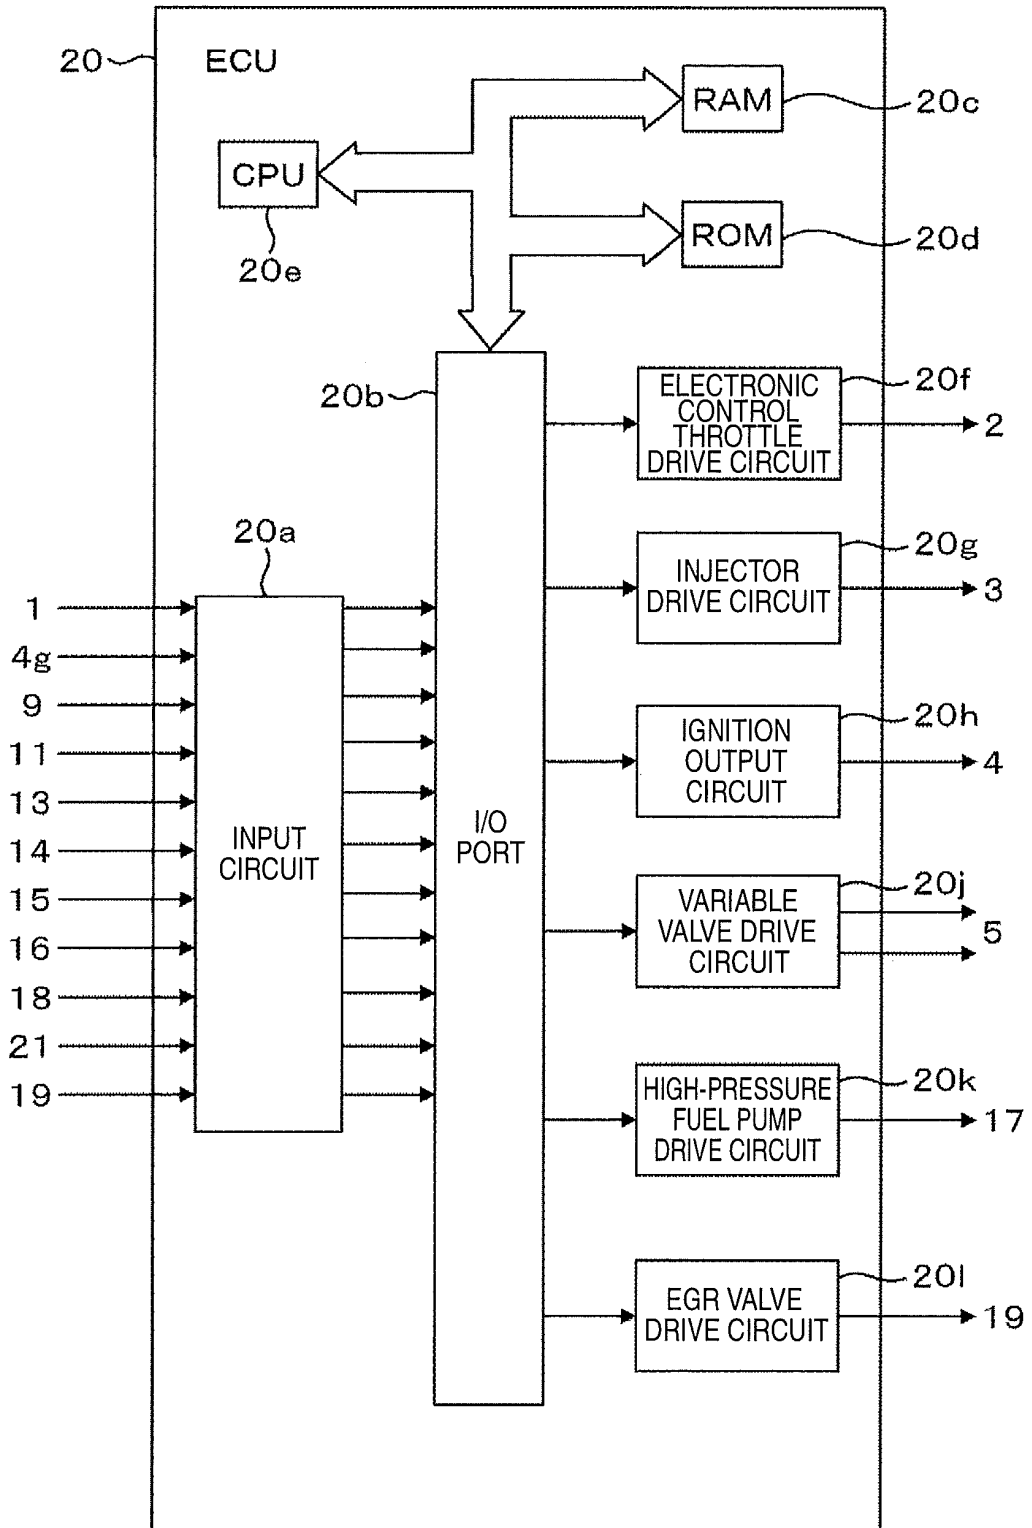 20
ECU
RAM
20c
CPU
20e
ROM
20d
20b
ELECTRONIC
CONTROL
THROTTLE
DRIVE CIRCUIT
20f
2
20a
INJECTOR
DRIVE CIRCUIT
20g
3
1
4g
9
11
13
14
15
16
18
21
19
INPUT
CIRCUIT
I/O
PORT
IGNITION
OUTPUT
CIRCUIT
20h
4
VARIABLE
VALVE DRIVE
CIRCUIT
20j
5
HIGH-PRESSURE
FUEL PUMP
DRIVE CIRCUIT
20k
17
EGR VALVE
DRIVE CIRCUIT
20l
19